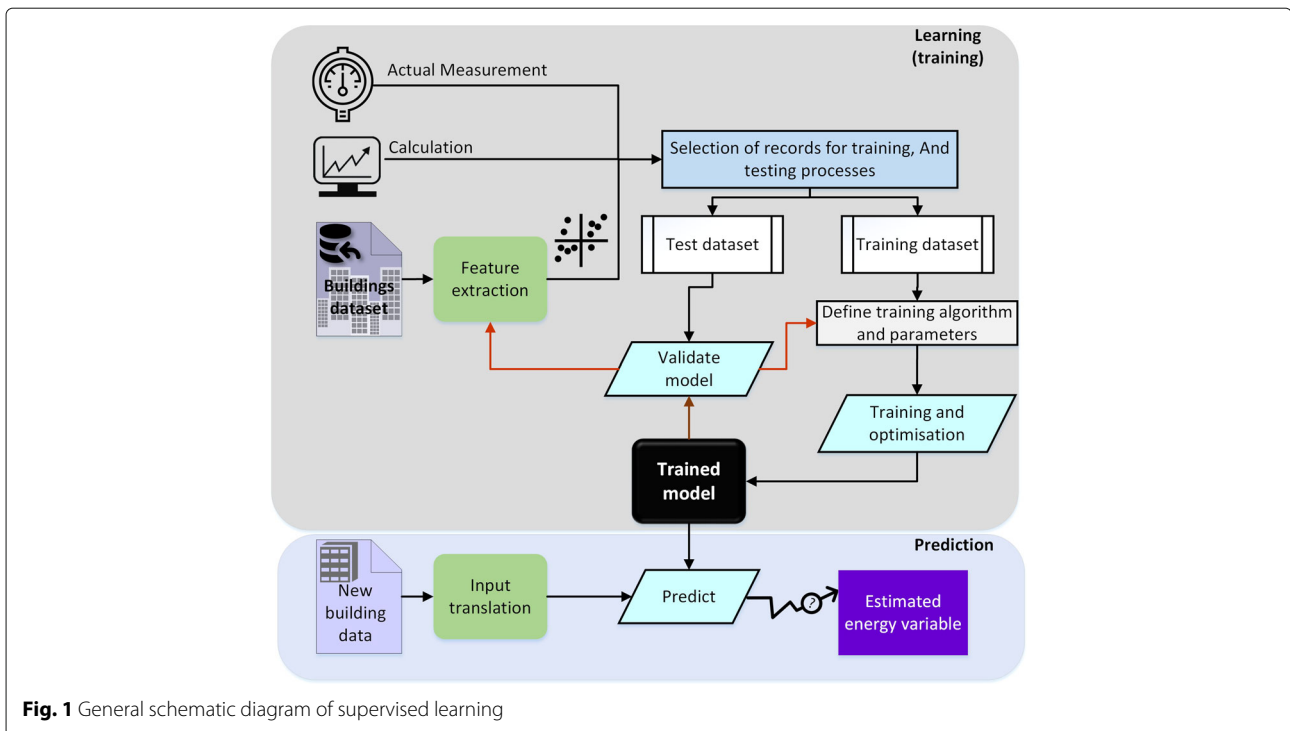 Learning
(training)
Actual Measurement
Calculation
Selection of records for training, And
testing processes
Test dataset
Training dataset
Buildings
dataset
Feature
extraction
Define training algorithm
and parameters
Validate
model
Training and
optimisation
Trained
model
Prediction
New
building
data
Input
translation
Predict
?
Estimated
energy variable
Fig. 1 General schematic diagram of supervised learning